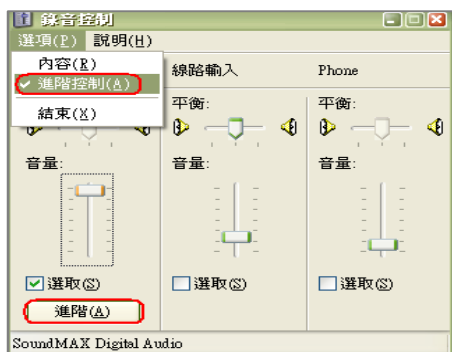 錄音控制
選項(P) 說明(H)
內容(R)
進階控制(A)
結束(X)
線路輸入
Phone
平衡:
平衡:
音量:
音量:
音量:
選取(S)
選取(S)
選取(S)
進階(A)
SoundMAX Digital Audio